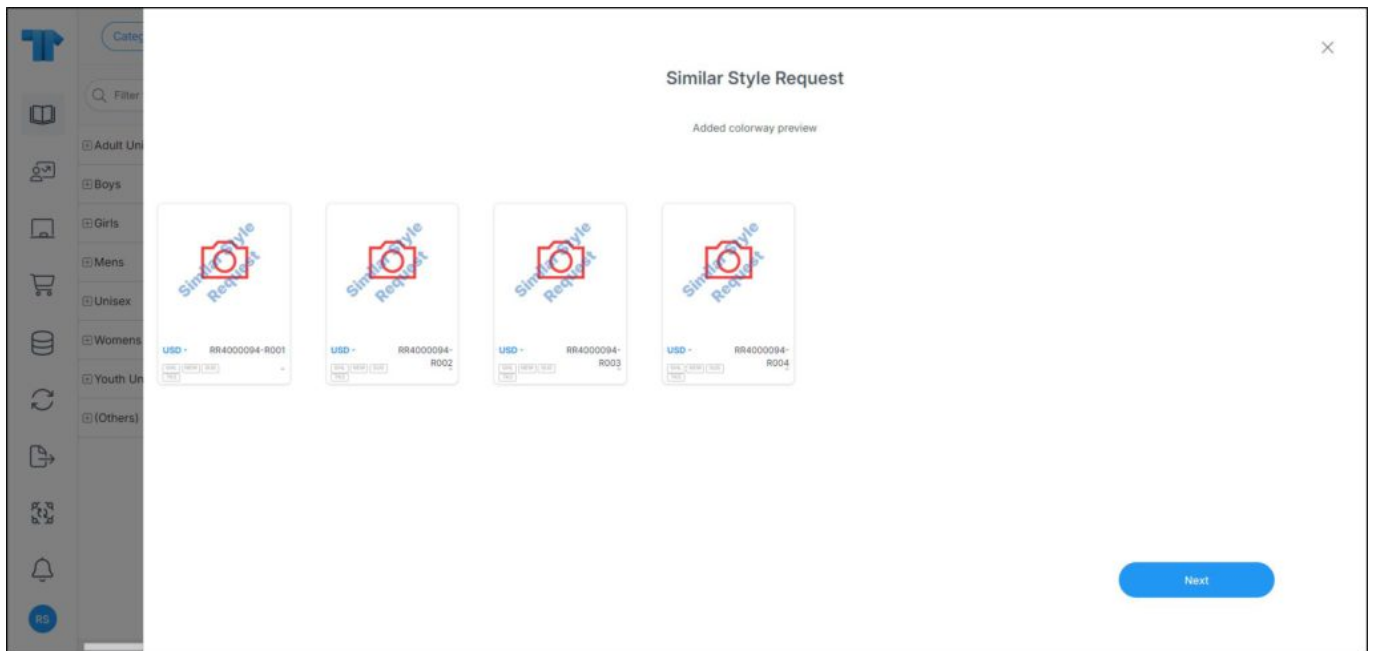 Categ
Similar Style Request
Filter
Added colorway preview
Adult Uni
Boys
Girls
Mens
Unisex
Womens
Youth Un
(Others)
Similar Style
Request
USD -
RR4000094-R001
Similar Style
Request
USD -
RR4000094-
R002
Similar Style
Request
USD -
RR4000094-
R003
Similar Style
Request
USD -
RR4000094-
R004
Next
RS